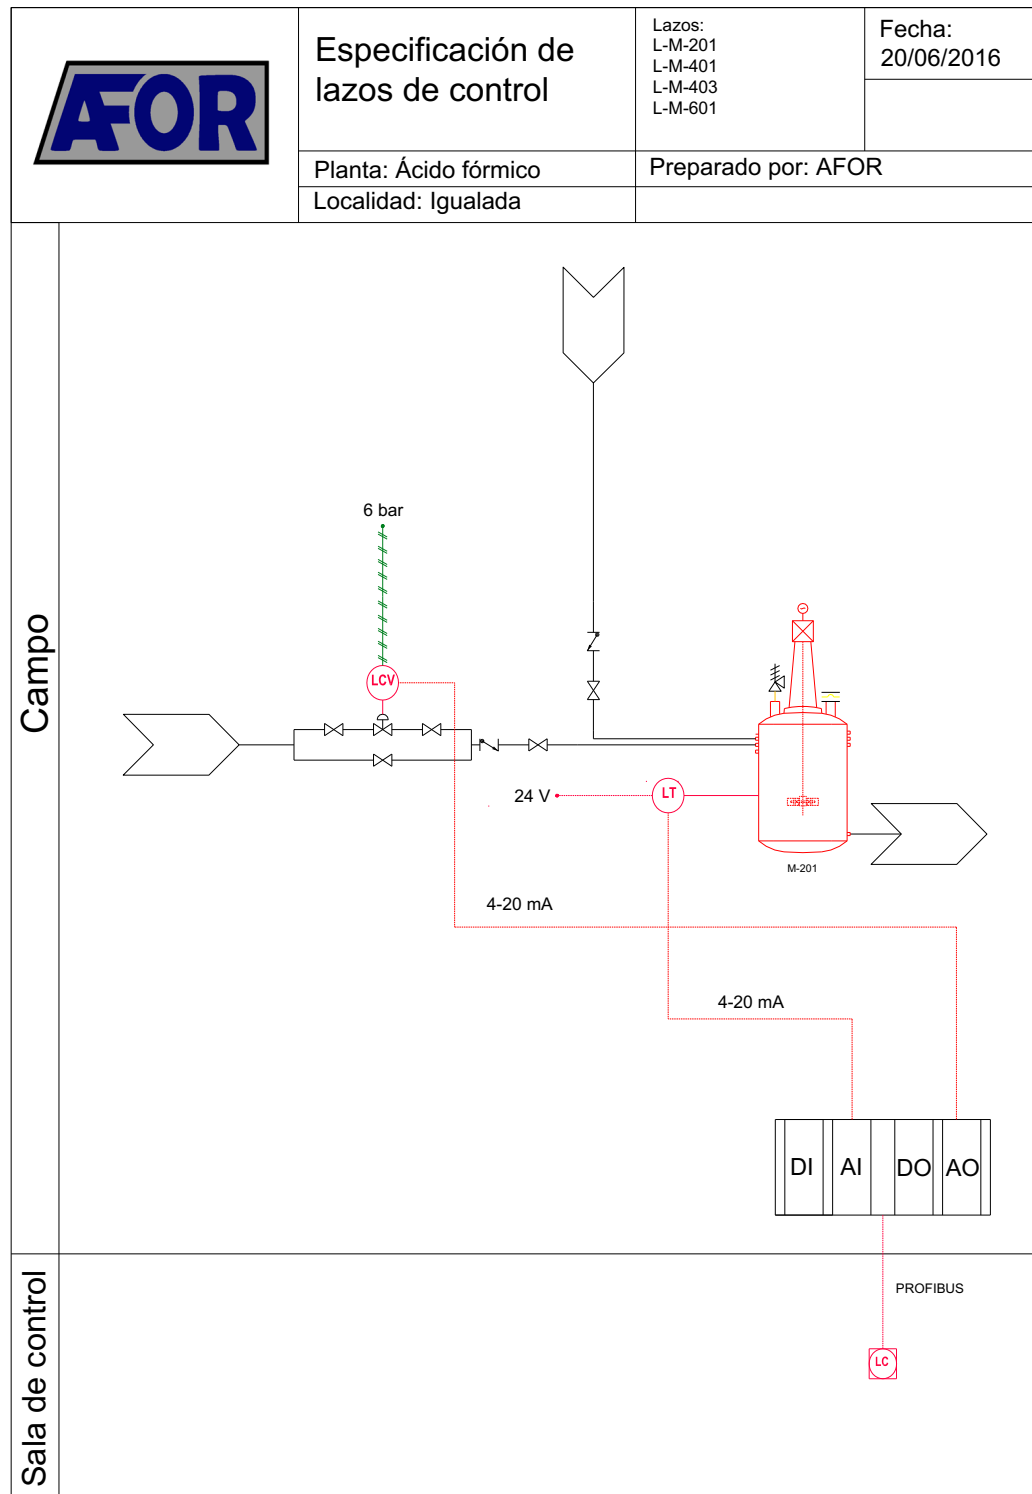 AFOR
Especificación de
lazos de control
Lazos:
L-M-201
L-M-401
L-M-403
L-M-601
Fecha:
20/06/2016
Planta: Ácido fórmico
Preparado por: AFOR
Localidad: Igualada
Campo
6 bar
LCV
24 V
LT
M-201
4-20 mA
4-20 mA
DI
AI
DO
AO
Sala de control
PROFIBUS
LC